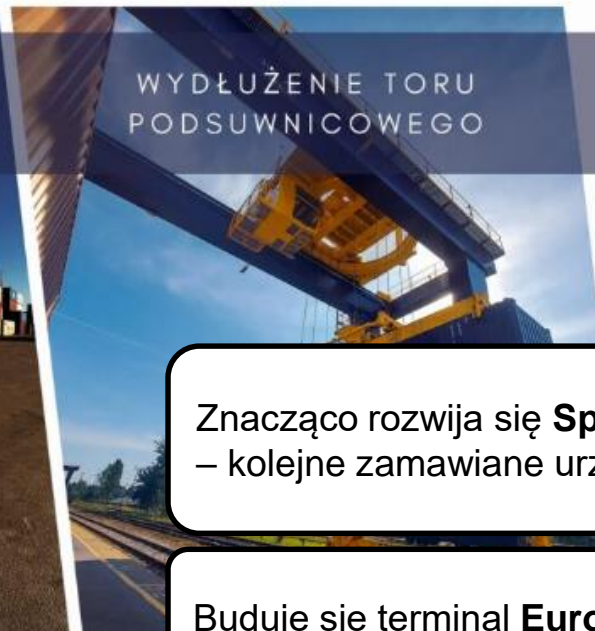 WYDŁUŻENIE TORU
PODSUWNICOWEGO
Znacząco rozwija się
– kolejne zamawiane
Buduje się terminal